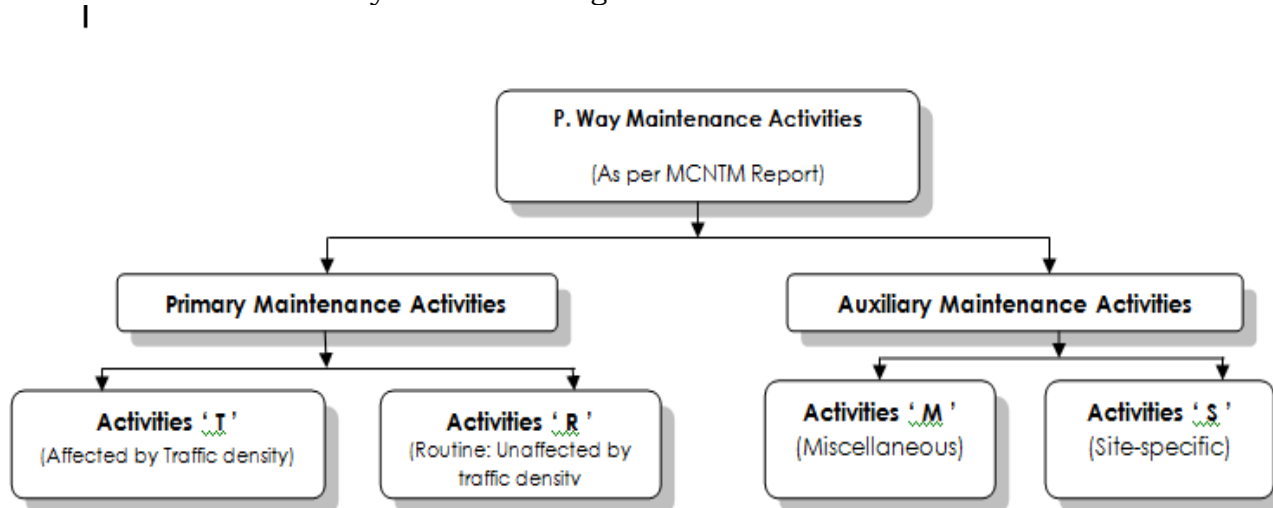 P. Way Maintenance Activities
(As per MCNTM Report)
Primary Maintenance Activities
Auxiliary Maintenance Activities
Activities ‘ T ’
(Affected by Traffic density)
Activities ‘ R ’
(Routine: Unaffected by
traffic density
Activities ‘ M ’
(Miscellaneous)
Activities ‘ S ’
(Site-specific)